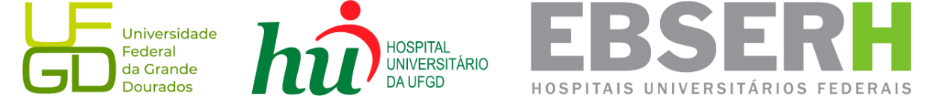 UFGD
Universidade
Federal
da Grande
Dourados
hu
HOSPITAL
UNIVERSITÁRIO
DA UFGD
EBSERH
HOSPITAIS UNIVERSITÁRIOS FEDERAIS